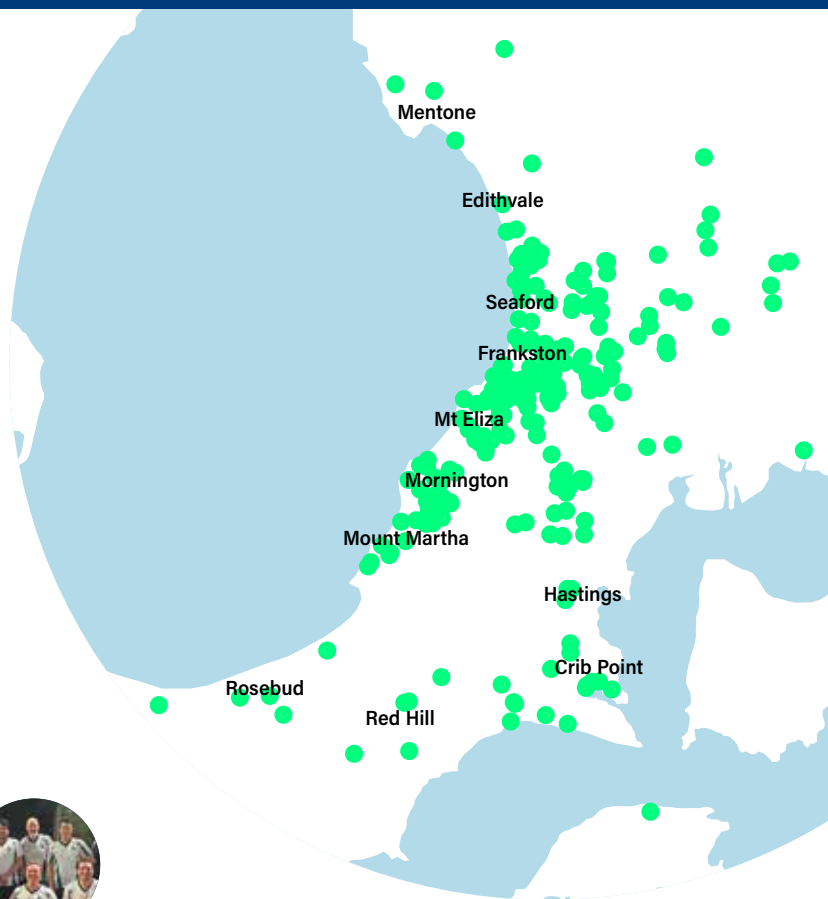 Mentone
Edithvale
Seaford
Frankston
Mt Eliza
Mornington
Mount Martha
Hastings
Crib Point
Rosebud
Red Hill